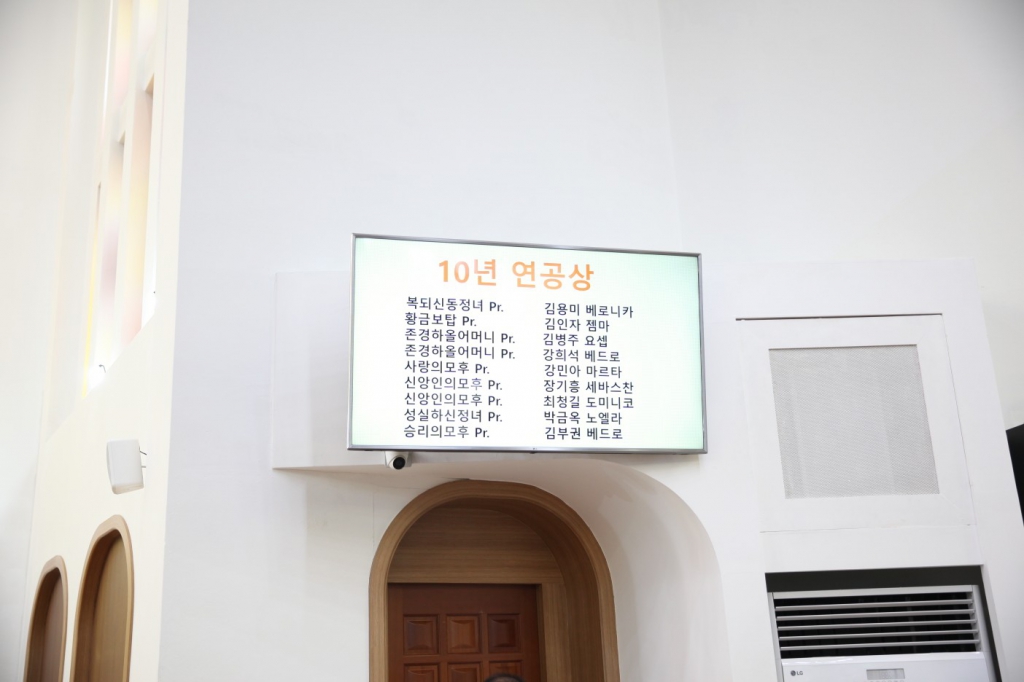 10년 연공상
복되신동정녀 Pr. 김용미 베로니카
황금보탑 Pr. 김인자 젬마
존경하올어머니 Pr. 김병주 요셉
존경하올어머니 Pr. 강희석 베드로
사랑의모후 Pr. 강민아 마르타
신앙인의모후 Pr. 장기흥 세바스찬
신앙인의모후 Pr. 최청길 도미니코
성실하신정녀 Pr. 박금옥 노엘라
승리의모후 Pr. 김부권 베드로
LG